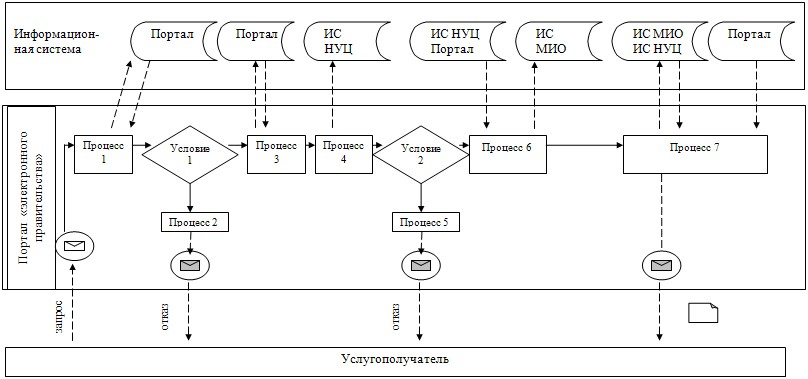 Информацион-
ная система
Портал
Портал
ИС
НУЦ
ИС НУЦ
Портал
ИС
МИО
ИС МИО
ИС НУЦ
Портал
Портал «электронного
правительства»
Процесс
1
Условие
1
Процесс
3
Процесс
4
Условие
2
Процесс 6
Процесс 7
Процесс 2
Процесс 5
запрос
отказ
отказ
Услугополучатель